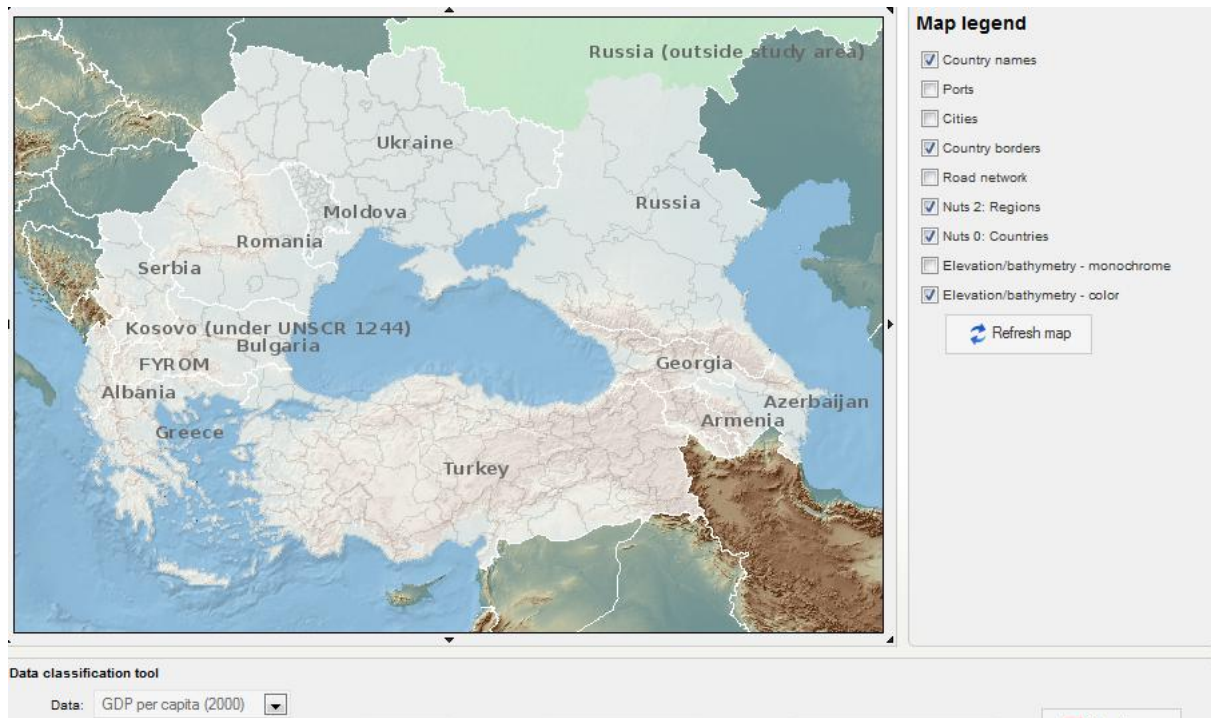 Russia (outside study area)
Ukraine
Moldova
Russia
Romania
Serbia
Kosovo (under UNSCR 1244)
Bulgaria
FYROM
Georgia
Albania
Azerbaijan
Armenia
Greece
Turkey
Map legend
Country names
Ports
Cities
Country borders
Road network
Nuts 2: Regions
Nuts 0: Countries
Elevation/bathymetry - monochrome
Elevation/bathymetry - color
Refresh map
Data classification tool
Data: GDP per capita (2000)